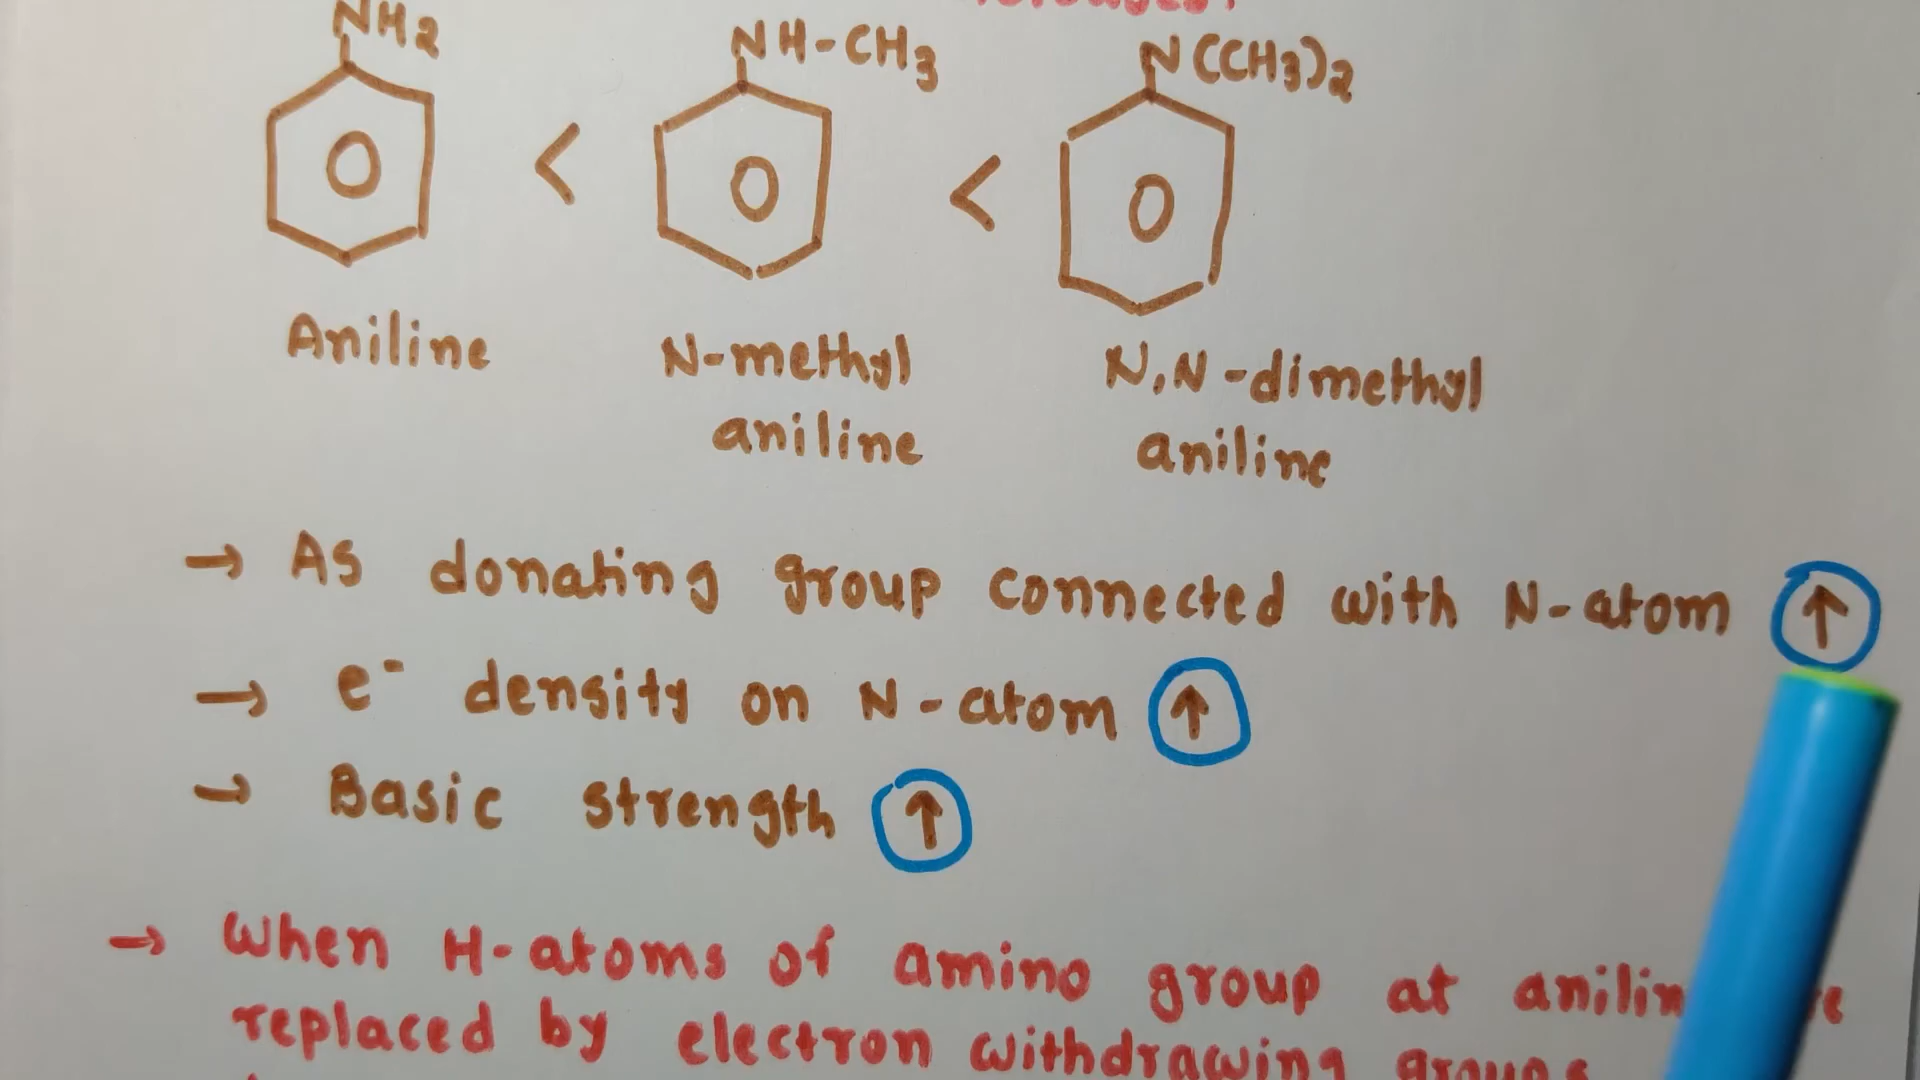 NH2 NH-CH3 N(CH3)2
< <
Aniline N-methyl aniline N,N-dimethyl aniline
→ As donating group connected with N-atom ↑
→ e⁻ density on N-atom ↑
→ Basic strength ↑
→ When H-atoms of amino group at
replaced by electron withdrawing groups